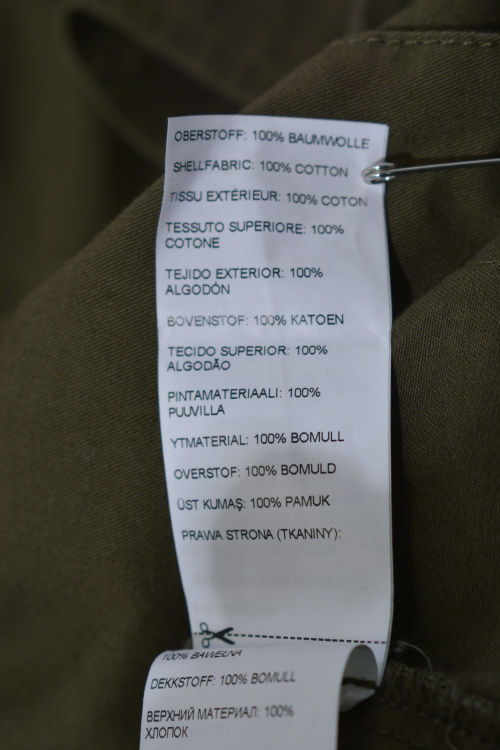 OBERSTOFF: 100% BAUMWOLLE
SHELLFABRIC: 100% COTTON
TISSU EXTÉRIEUR: 100% COTON
TESSUTO SUPERIORE: 100%
COTONE
TEJIDO EXTERIOR: 100%
ALGODÓN
BOVENSTOF: 100% KATOEN
TECIDO SUPERIOR: 100%
ALGODÃO
PINTAMATERIAALI: 100%
PUUVILLA
YTMATERIAL: 100% BOMULL
OVERSTOF: 100% BOMULD
ÜST KUMAŞ: 100% PAMUK
PRAWA STRONA (TKANINY):
100% BAWEŁNA
DEKKSTOFF: 100% BOMULL
ВЕРХНИЙ МАТЕРИАЛ: 100%
ХЛОПОК